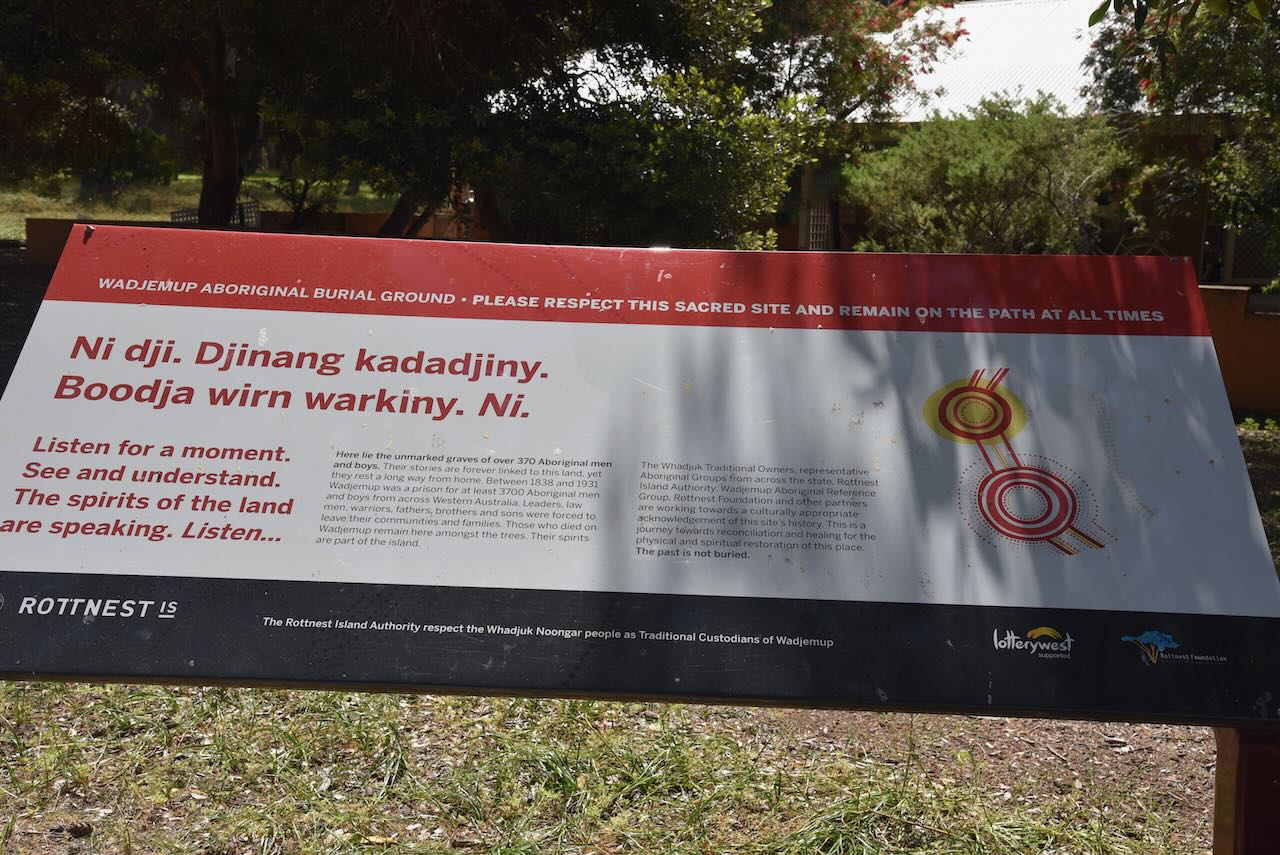 WADJEMUP ABORIGINAL BURIAL GROUND • PLEASE RESPECT THIS SACRED SITE AND REMAIN ON THE PATH AT ALL TIMES
Ni dji. Djinang kadadjiny.
Boodja wirn warkiny. Ni.
Listen for a moment.
See and understand.
The spirits of the land
are speaking. Listen...
Here lie the unmarked graves of over 370 Aboriginal men
and boys. Their stories are forever linked to this land, yet
they rest a long way from home. Between 1838 and 1931
Wadjemup was a prison for at least 3700 Aboriginal men
and boys from across Western Australia. Leaders, law
men, warriors, fathers, brothers and sons were forced to
leave their communities and families. Those who died on
Wadjemup remain here amongst the trees. Their spirits
are part of the island.
The Whadjuk Traditional Owners, representative
Aboriginal Groups from across the state, Rottnest
Island Authority, Wadjemup Aboriginal Reference
Group, Rottnest Foundation and other partners
are working towards a culturally appropriate
acknowledgement of this site's history. This is a
journey towards reconciliation and healing for the
physical and spiritual restoration of this place.
The past is not buried.
ROTTNEST IS
The Rottnest Island Authority respect the Whadjuk Noongar people as Traditional Custodians of Wadjemup
lotterywest
supported
Rottnest Foundation